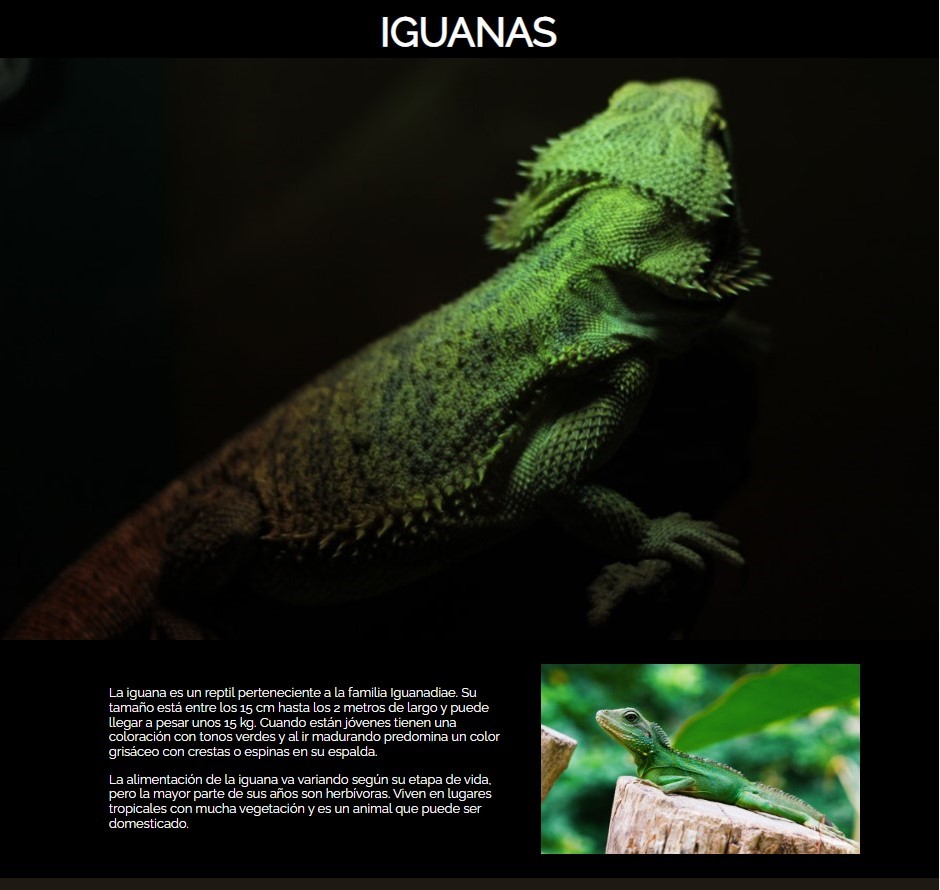 IGUANAS
La iguana es un reptil perteneciente a la familia Iguanadiae. Su
tamaño está entre los 15 cm hasta los 2 metros de largo y puede
llegar a pesar unos 15 kg. Cuando están jóvenes tienen una
coloración con tonos verdes y al ir madurando predomina un color
grisáceo con crestas o espinas en su espalda.
La alimentación de la iguana va variando según su etapa de vida,
pero la mayor parte de sus años son herbívoras. Viven en lugares
tropicales con mucha vegetación y es un animal que puede ser
domesticado.